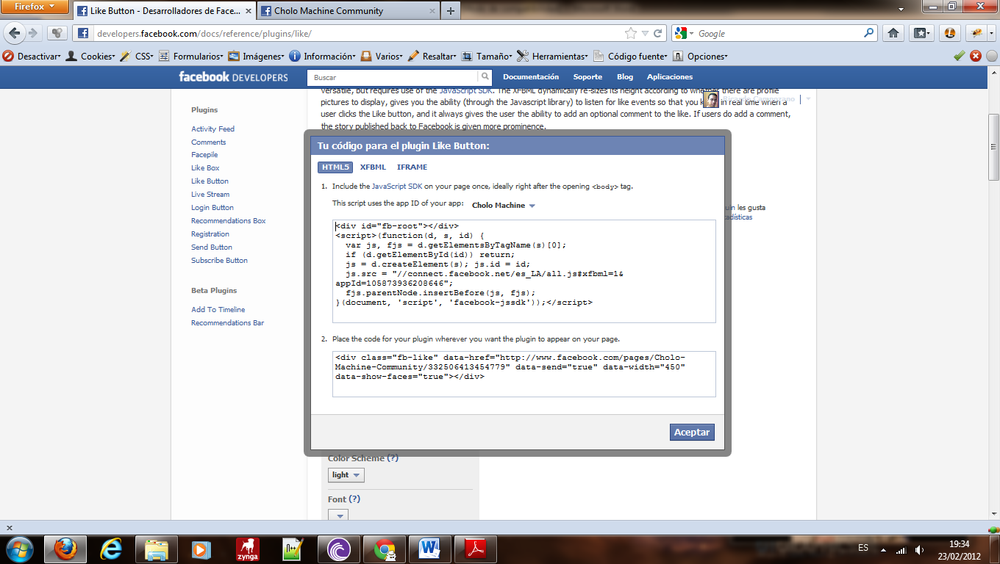 Firefox
Like Button - Desarrolladores de Face...
Cholo Machine Community
developers.facebook.com/docs/reference/plugins/like/
Google
Desactivar
Cookies
CSS
Formularios
Imágenes
Información
Varios
Resaltar
Tamaño
Herramientas
Código fuente
Opciones
facebook DEVELOPERS
Buscar
Documentación
Soporte
Blog
Aplicaciones
versatile, but requires use of the JavaScript SDK. The XFBML dynamically re-sizes its height according to whether there are profile
pictures to display, gives you the ability (through the Javascript library) to listen for like events so that you in real time when a
user clicks the Like button, and it always gives the user the ability to add an optional comment to the like. If users do add a comment,
the story published back to Facebook is given more prominence.
Plugins
Activity Feed
Comments
Facepile
Like Box
Like Button
Live Stream
Login Button
Recommendations Box
Registration
Send Button
Subscribe Button
Beta Plugins
Add To Timeline
Recommendations Bar
Tu código para el plugin Like Button:
HTML5
XFBML
IFRAME
1. Include the JavaScript SDK on your page once, ideally right after the opening <body> tag.
This script uses the app ID of your app: Cholo Machine
<div id="fb-root"></div>
<script>(function(d, s, id) {
var js, fjs = d.getElementsByTagName(s)[0];
if (d.getElementById(id)) return;
js = d.createElement(s); js.id = id;
js.src = "//connect.facebook.net/es_LA/all.js#xfbml=1&
appId=105873936208646";
fjs.parentNode.insertBefore(js, fjs);
}(document, 'script', 'facebook-jssdk'));</script>
2. Place the code for your plugin wherever you want the plugin to appear on your page.
<div class="fb-like" data-href="http://www.facebook.com/pages/Cholo-
Machine-Community/332506413454779" data-send="true" data-width="450"
data-show-faces="true"></div>
Aceptar
les gusta
Color Scheme (?)
light
Font (?)
zynga
ES
19:34
23/02/2012